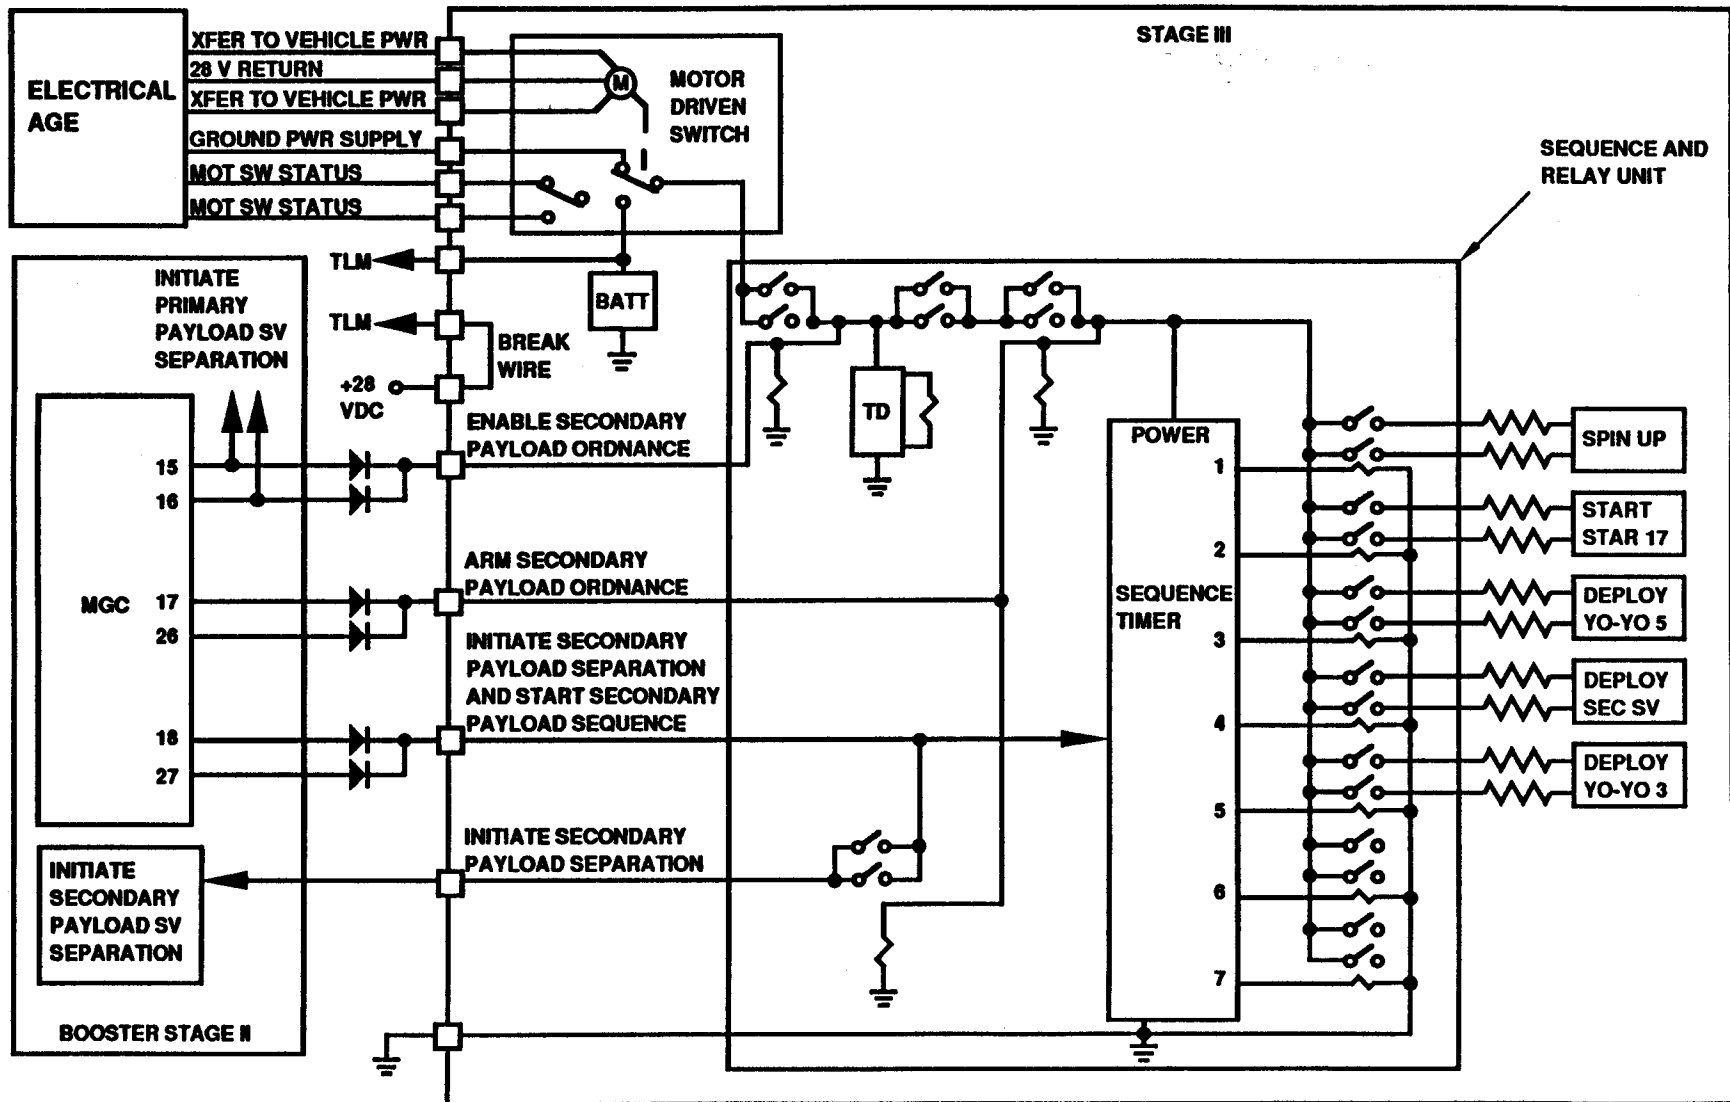 STAGE III
XFER TO VEHICLE PWR
28 V RETURN
XFER TO VEHICLE PWR
GROUND PWR SUPPLY
MOT SW STATUS
MOT SW STATUS
ELECTRICAL
AGE
M
MOTOR
DRIVEN
SWITCH
SEQUENCE AND
RELAY UNIT
TLM
BATT
TLM
BREAK
WIRE
+28
VDC
INITIATE
PRIMARY
PAYLOAD SV
SEPARATION
MGC
15
16
17
26
18
27
ENABLE SECONDARY
PAYLOAD ORDNANCE
ARM SECONDARY
PAYLOAD ORDNANCE
INITIATE SECONDARY
PAYLOAD SEPARATION
AND START SECONDARY
PAYLOAD SEQUENCE
INITIATE SECONDARY
PAYLOAD SEPARATION
INITIATE
SECONDARY
PAYLOAD SV
SEPARATION
BOOSTER STAGE II
TD
POWER
SEQUENCE
TIMER
1
2
3
4
5
6
7
SPIN UP
START
STAR 17
DEPLOY
YO-YO 5
DEPLOY
SEC SV
DEPLOY
YO-YO 3